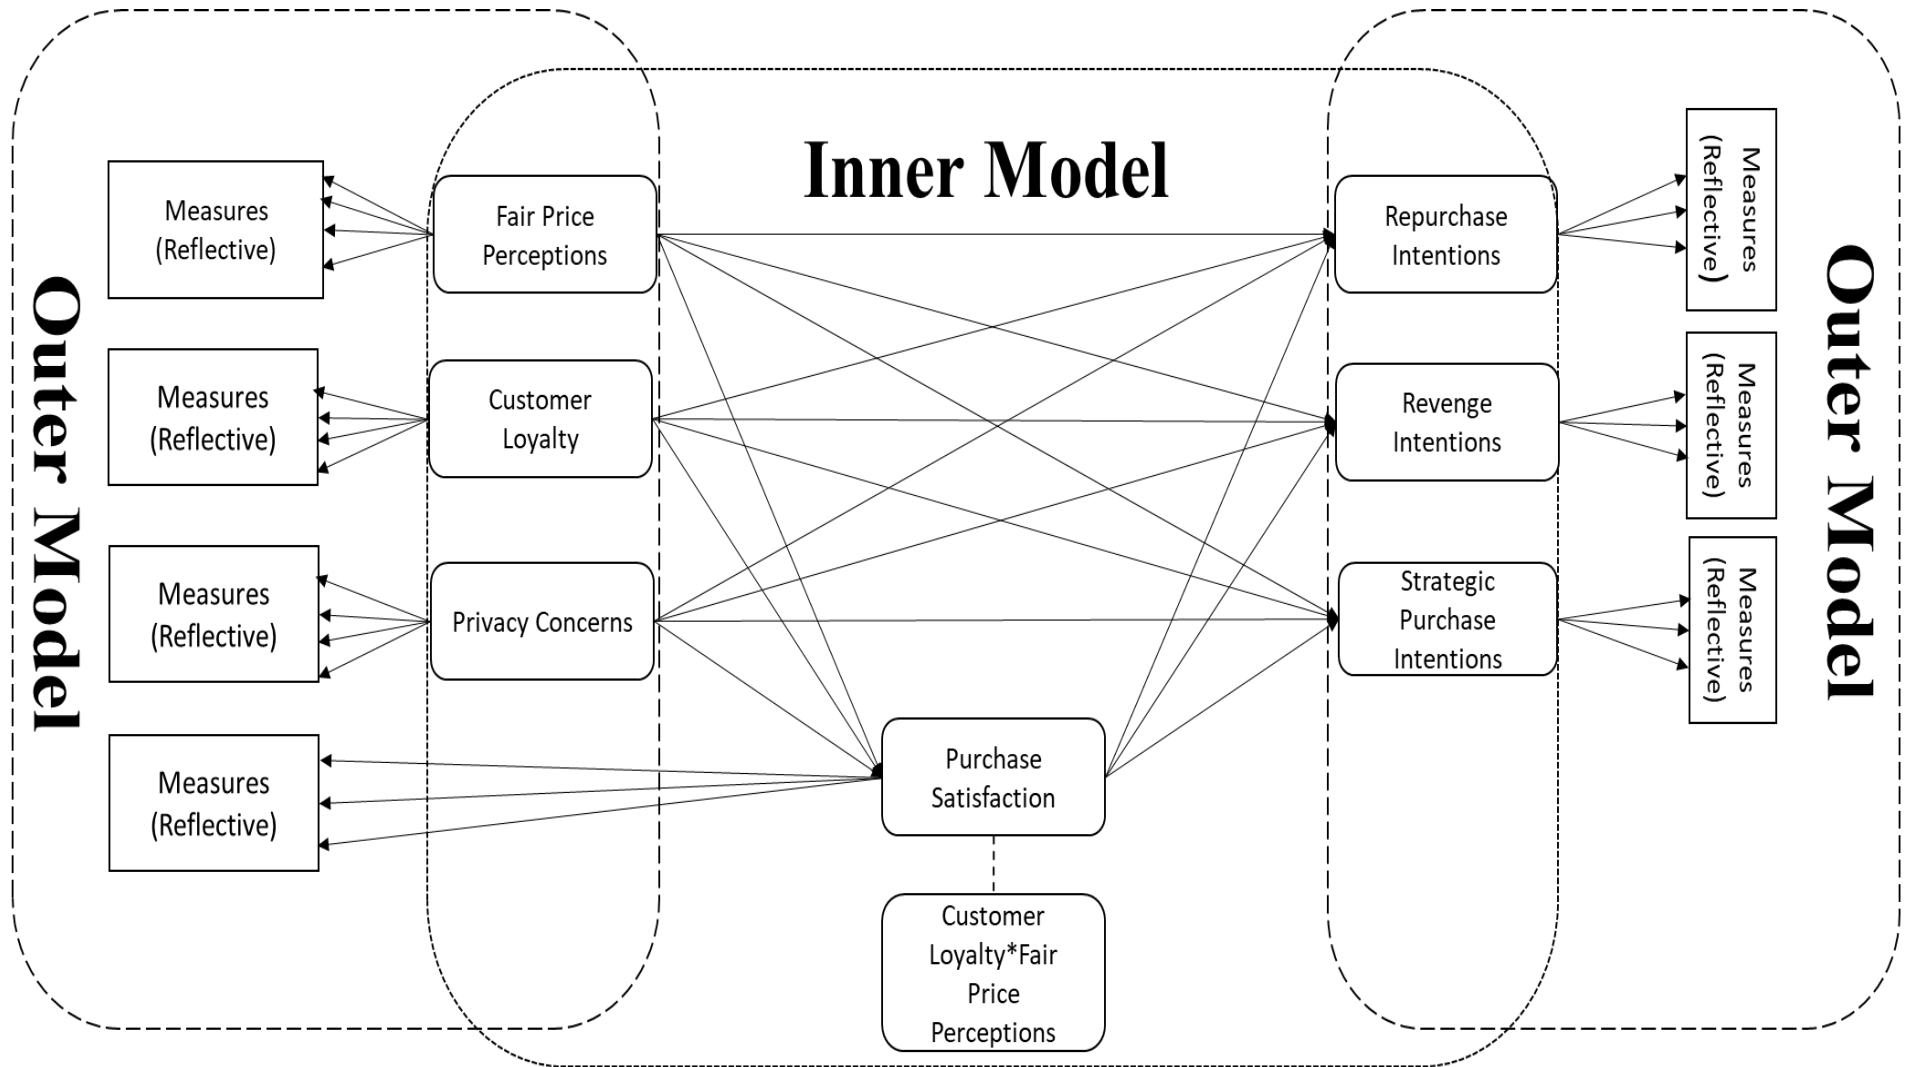 Inner Model
Outer Model
Measures
(Reflective)
Measures
(Reflective)
Measures
(Reflective)
Measures
(Reflective)
Fair Price
Perceptions
Customer
Loyalty
Privacy Concerns
Purchase
Satisfaction
Customer
Loyalty*Fair
Price
Perceptions
Repurchase
Intentions
Revenge
Intentions
Strategic
Purchase
Intentions
Measures
(Reflective)
Measures
(Reflective)
Measures
(Reflective)
Outer Model